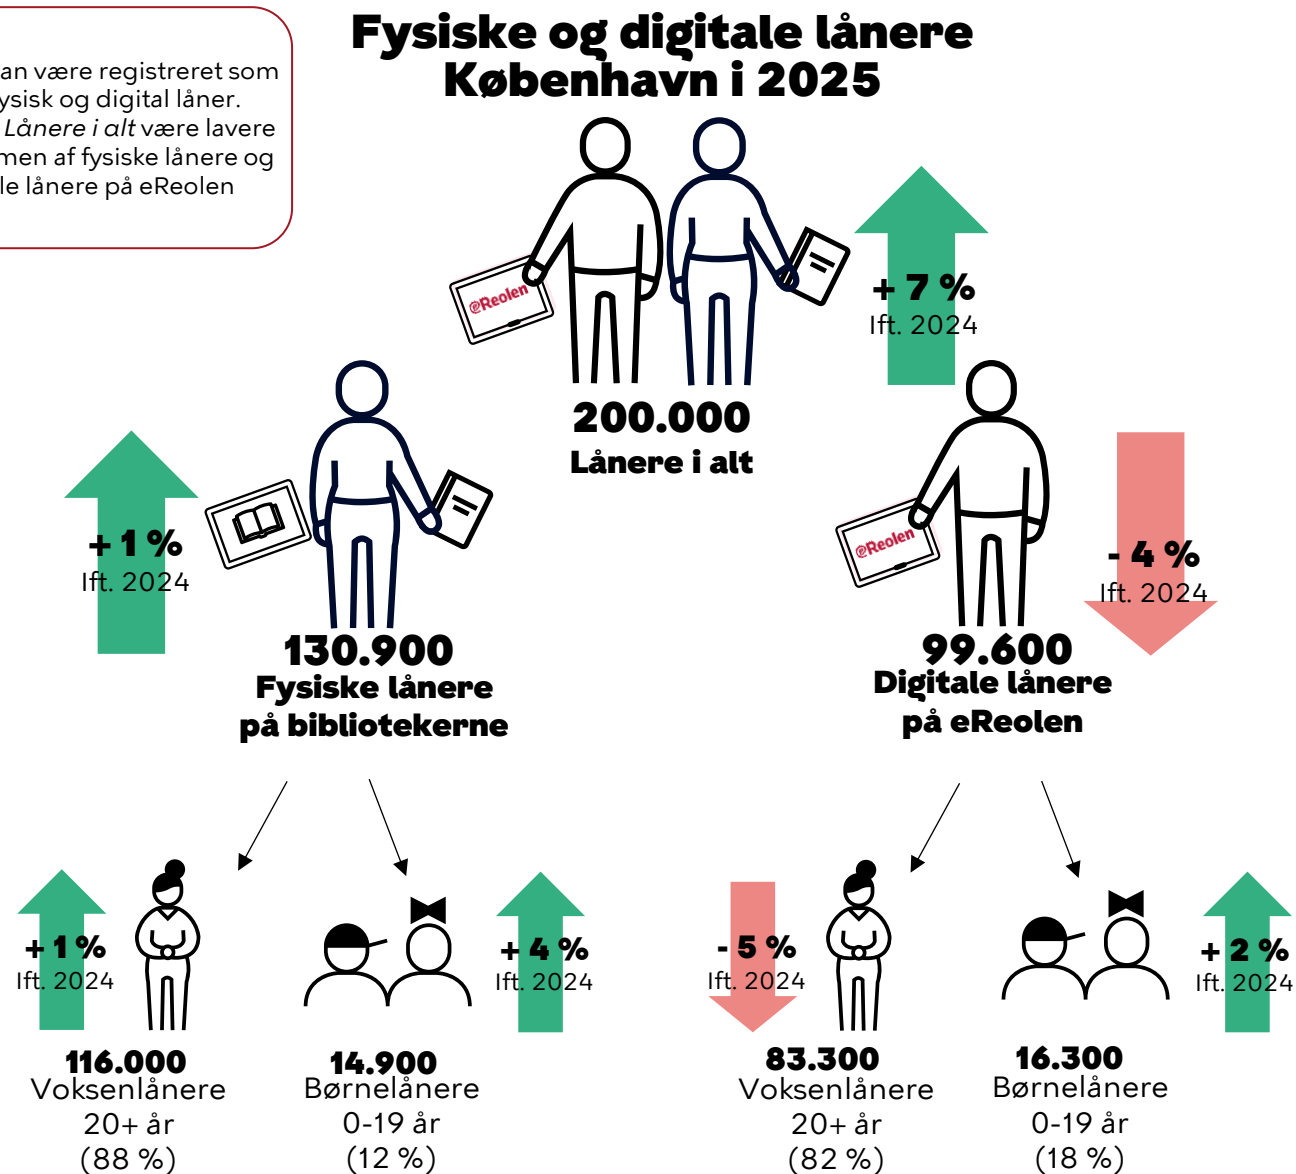 Fysiske og digitale lånere
København i 2025
an være registreret som
ysisk og digital låner.
Lånere i alt være lavere
men af fysiske lånere og
le lånere på eReolen
eReolen
+ 7 %
Ift. 2024
200.000
Lånere i alt
+ 1 %
Ift. 2024
130.900
Fysiske lånere
på bibliotekerne
eReolen
- 4 %
Ift. 2024
99.600
Digitale lånere
på eReolen
+ 1 %
Ift. 2024
116.000
Voksenlånere
20+ år
(88 %)
+ 4 %
Ift. 2024
14.900
Børnelånere
0-19 år
(12 %)
- 5 %
Ift. 2024
83.300
Voksenlånere
20+ år
(82 %)
+ 2 %
Ift. 2024
16.300
Børnelånere
0-19 år
(18 %)